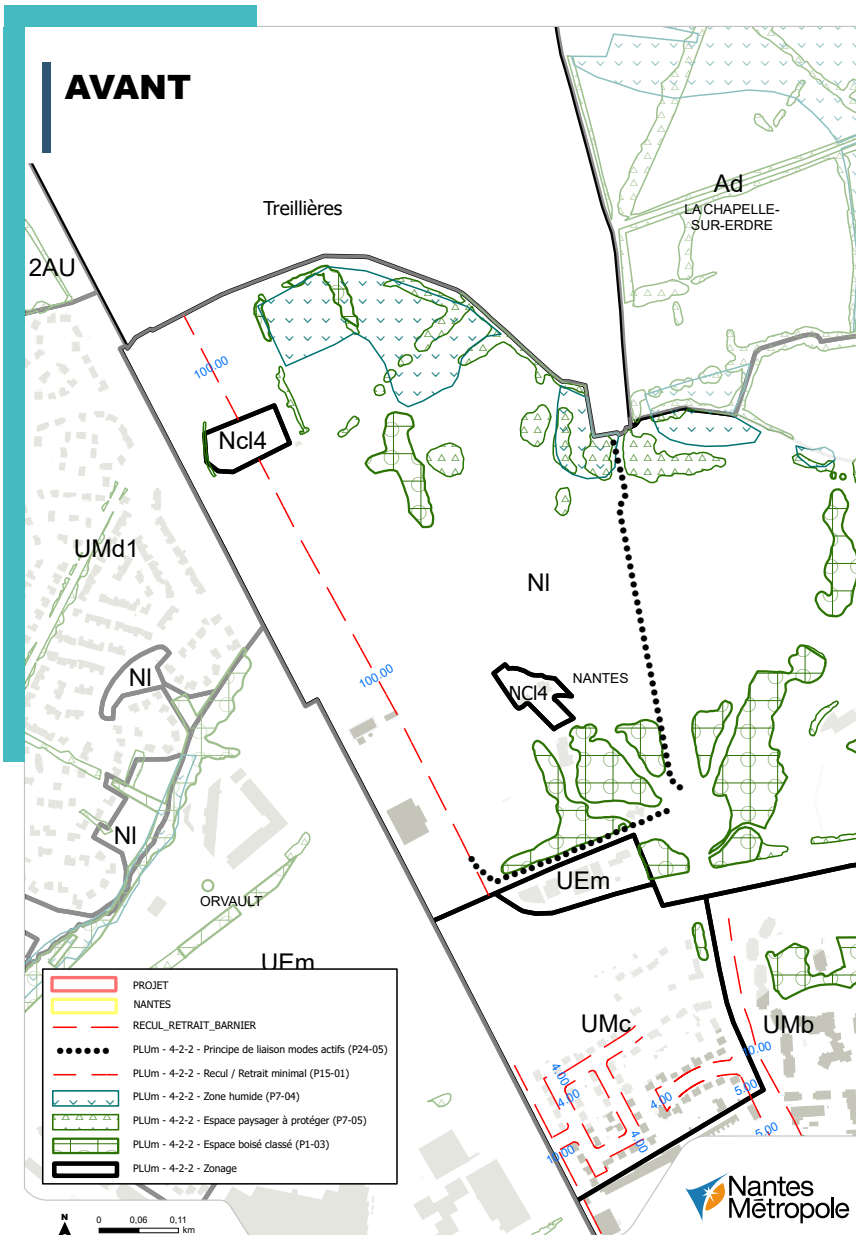 AVANT
Treillières
Ad
LA CHAPELLE-
SUR-ERDRE
2AU
100.00
Ncl4
UMd1
Nl
Nl
100.00
NCl4
NANTES
Nl
UEm
ORVAULT
UEm
UMc
UMb
10.00
4.00
4.00
4.00
5.00
4.00
10.00
5.00
PROJET
NANTES
RECUL_RETRAIT_BARNIER
PLUm - 4-2-2 - Principe de liaison modes actifs (P24-05)
PLUm - 4-2-2 - Recul / Retrait minimal (P15-01)
PLUm - 4-2-2 - Zone humide (P7-04)
PLUm - 4-2-2 - Espace paysager à protéger (P7-05)
PLUm - 4-2-2 - Espace boisé classé (P1-03)
PLUm - 4-2-2 - Zonage
N
0 0,06 0,11
km
Nantes
Métropole